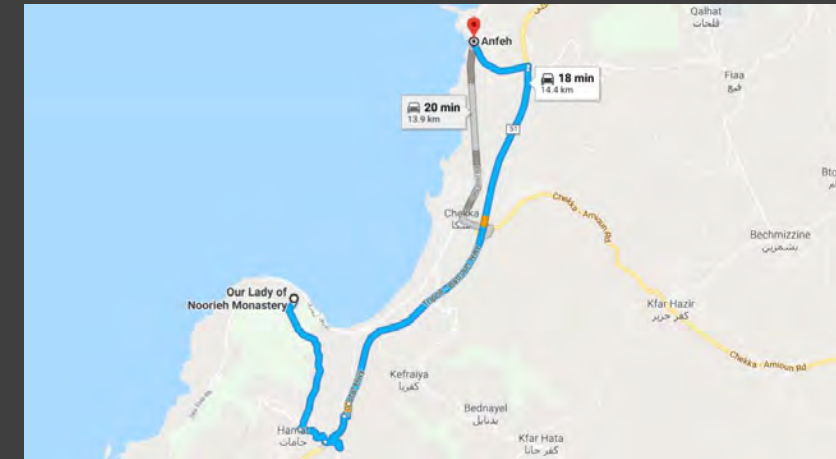 Qalhat
قلحات
Anfeh
18 min
14.4 km
Fiaa
فيع
20 min
13.9 km
51
Chekka
شكا
Chekka - Amioun Rd
Bechmizzine
بشمزين
Our Lady of
Noorieh Monastery
Kfar Hazir
كفر حزير
Chekka - Amioun Rd
Kefraiya
كفريا
Bednayel
بدنايل
Hamat
حامات
Kfar Hata
كفر حاتا